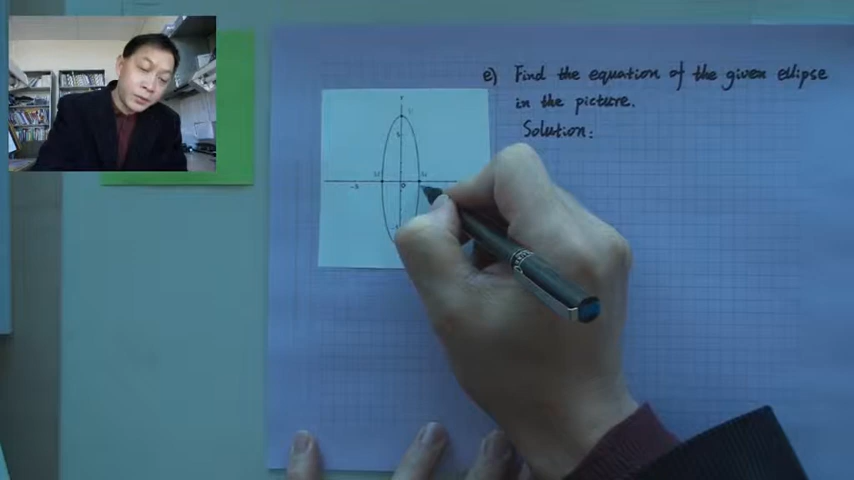 e) Find the equation of the given ellipse
in the picture.
Solution: